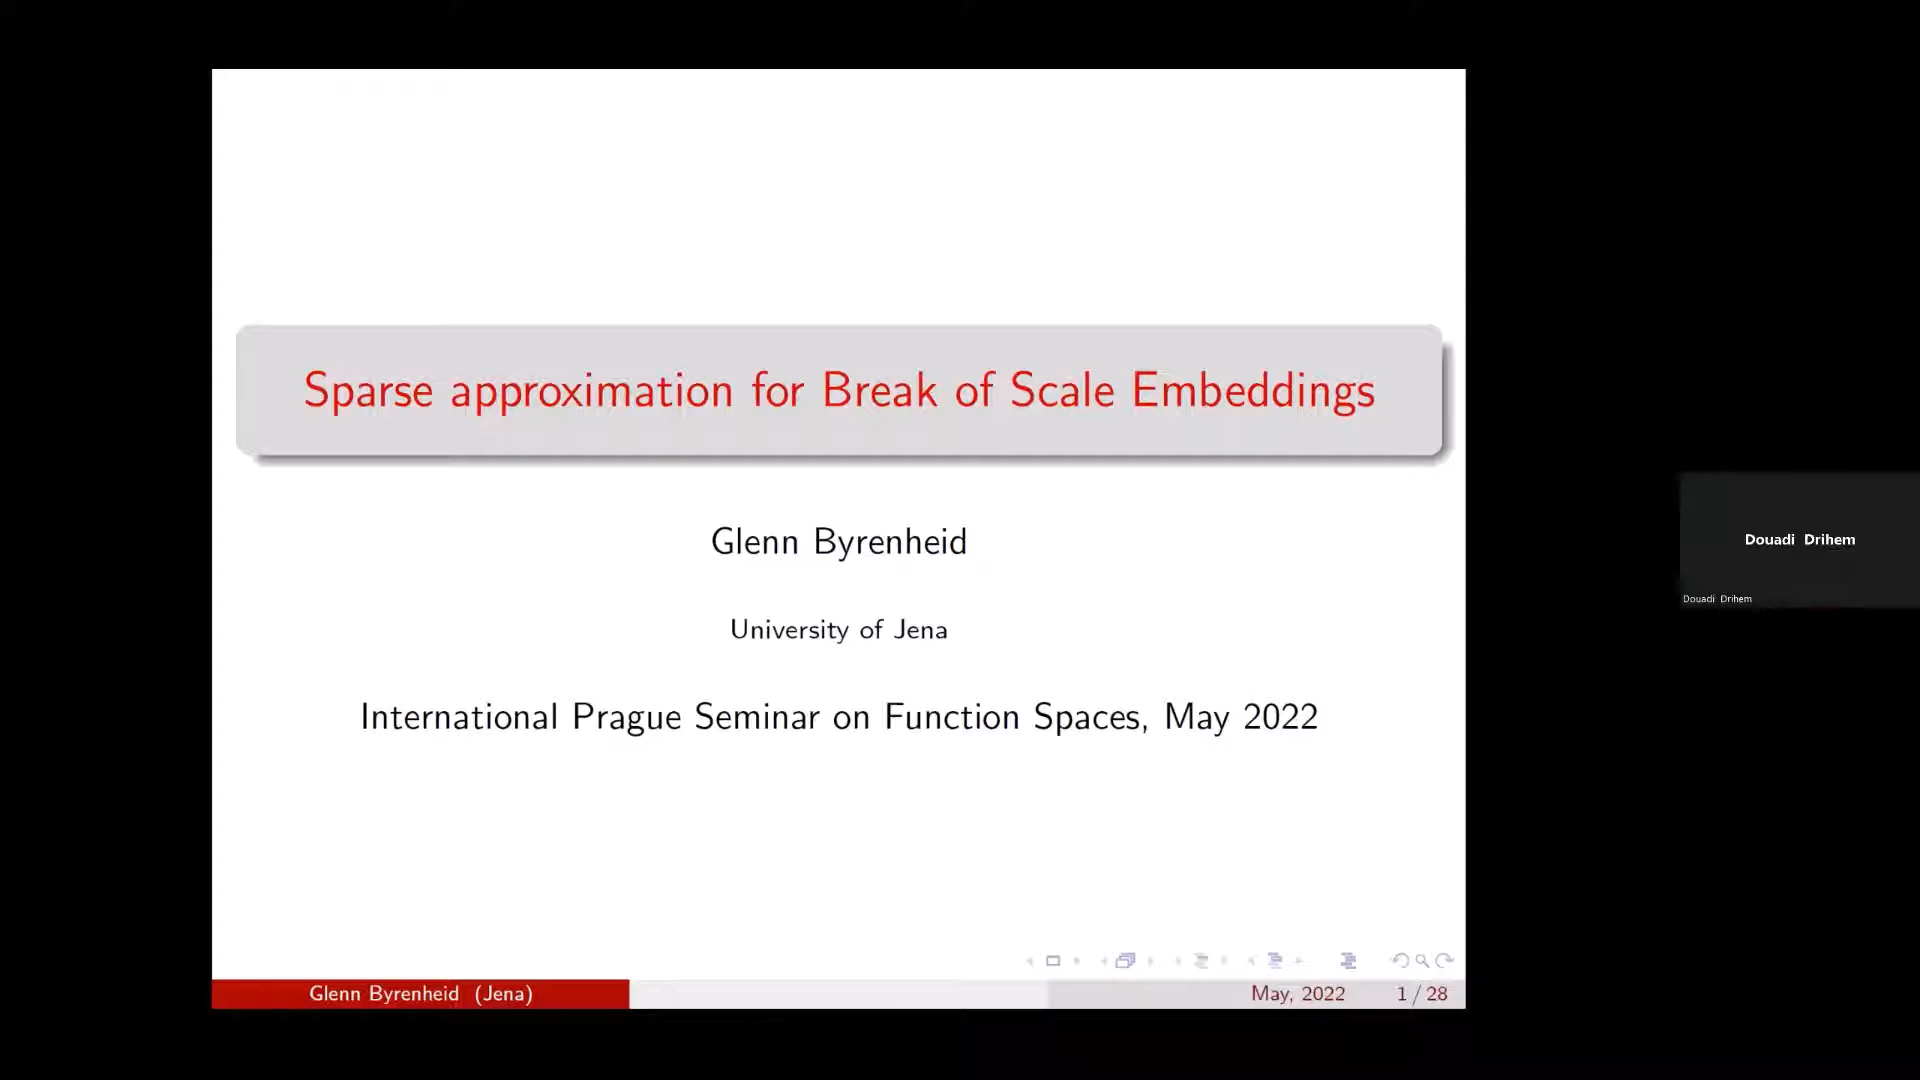 Sparse approximation for Break of Scale Embeddings
Glenn Byrenheid
University of Jena
International Prague Seminar on Function Spaces, May 2022
Glenn Byrenheid (Jena)
May, 2022
1 / 28
Douadi Drihem
Douadi Drihem